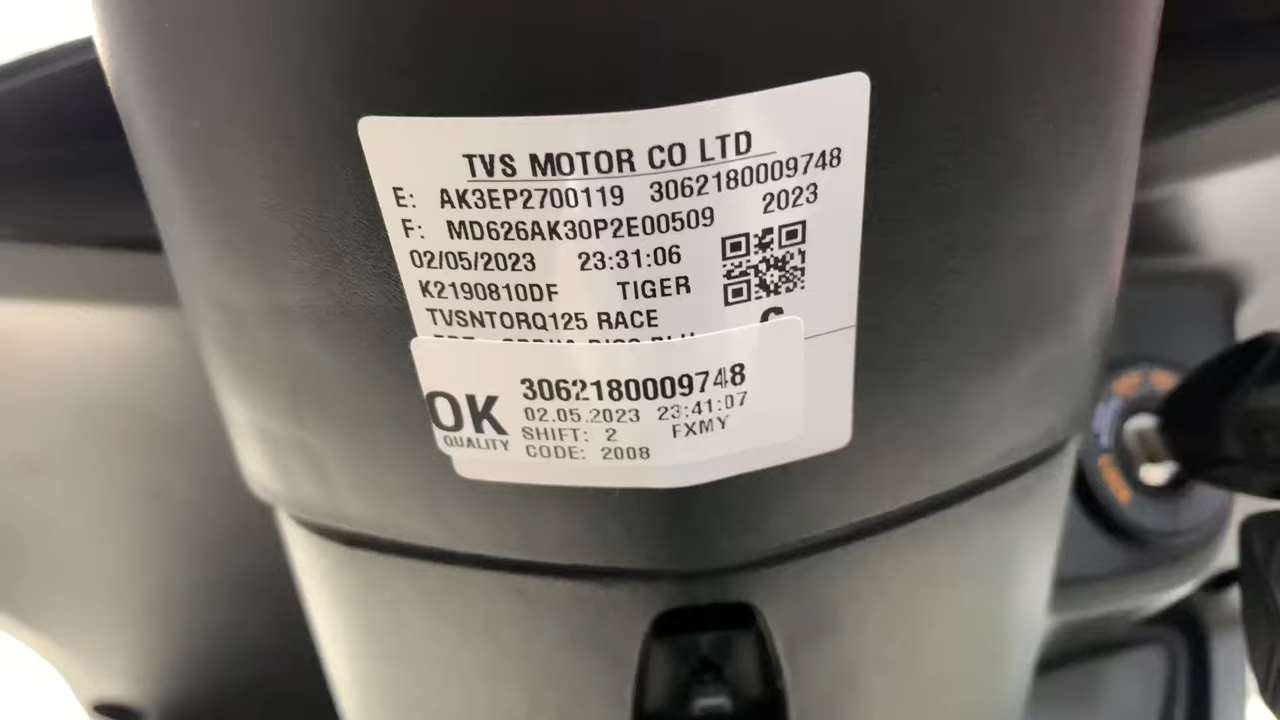 TVS MOTOR CO LTD
E: AK3EP2700119 3062180009748
F: MD626AK30P2E00509 2023
02/05/2023 23:31:06
K2190810DF TIGER
TVSNTORQ125 RACE
OK 3062180009748
QUALITY 02.05.2023 23:41:07
SHIFT: 2 FXMY
CODE: 2008